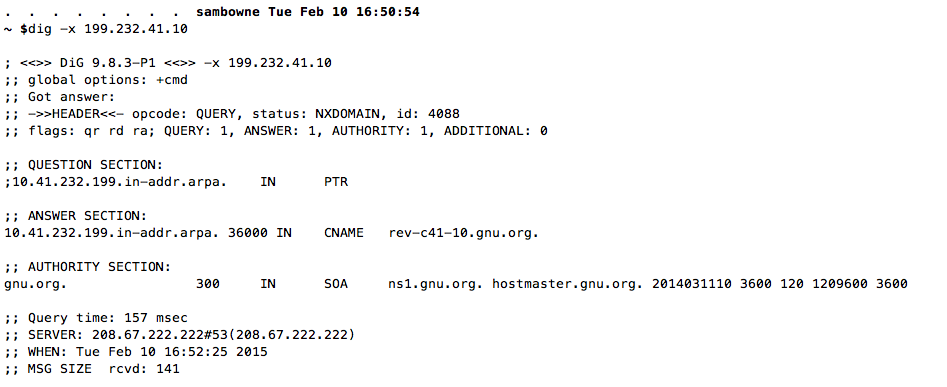 . . . . . . . . sambowne Tue Feb 10 16:50:54
~ $dig -x 199.232.41.10
; <<>> DiG 9.8.3-P1 <<>> -x 199.232.41.10
;; global options: +cmd
;; Got answer:
;; ->>HEADER<<- opcode: QUERY, status: NXDOMAIN, id: 4088
;; flags: qr rd ra; QUERY: 1, ANSWER: 1, AUTHORITY: 1, ADDITIONAL: 0
;; QUESTION SECTION:
;10.41.232.199.in-addr.arpa. IN PTR
;; ANSWER SECTION:
10.41.232.199.in-addr.arpa. 36000 IN CNAME rev-c41-10.gnu.org.
;; AUTHORITY SECTION:
gnu.org. 300 IN SOA ns1.gnu.org. hostmaster.gnu.org. 2014031110 3600 120 1209600 3600
;; Query time: 157 msec
;; SERVER: 208.67.222.222#53(208.67.222.222)
;; WHEN: Tue Feb 10 16:52:25 2015
;; MSG SIZE rcvd: 141